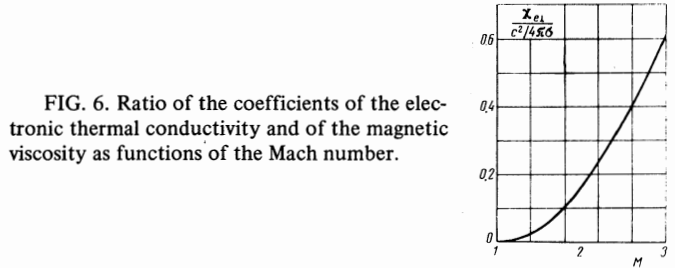 FIG. 6. Ratio of the coefficients of the elec-
tronic thermal conductivity and of the magnetic
viscosity as functions of the Mach number.
χ_e⊥
c²/4πσ
0.6
0,4
0,2
0
1 2 3
M